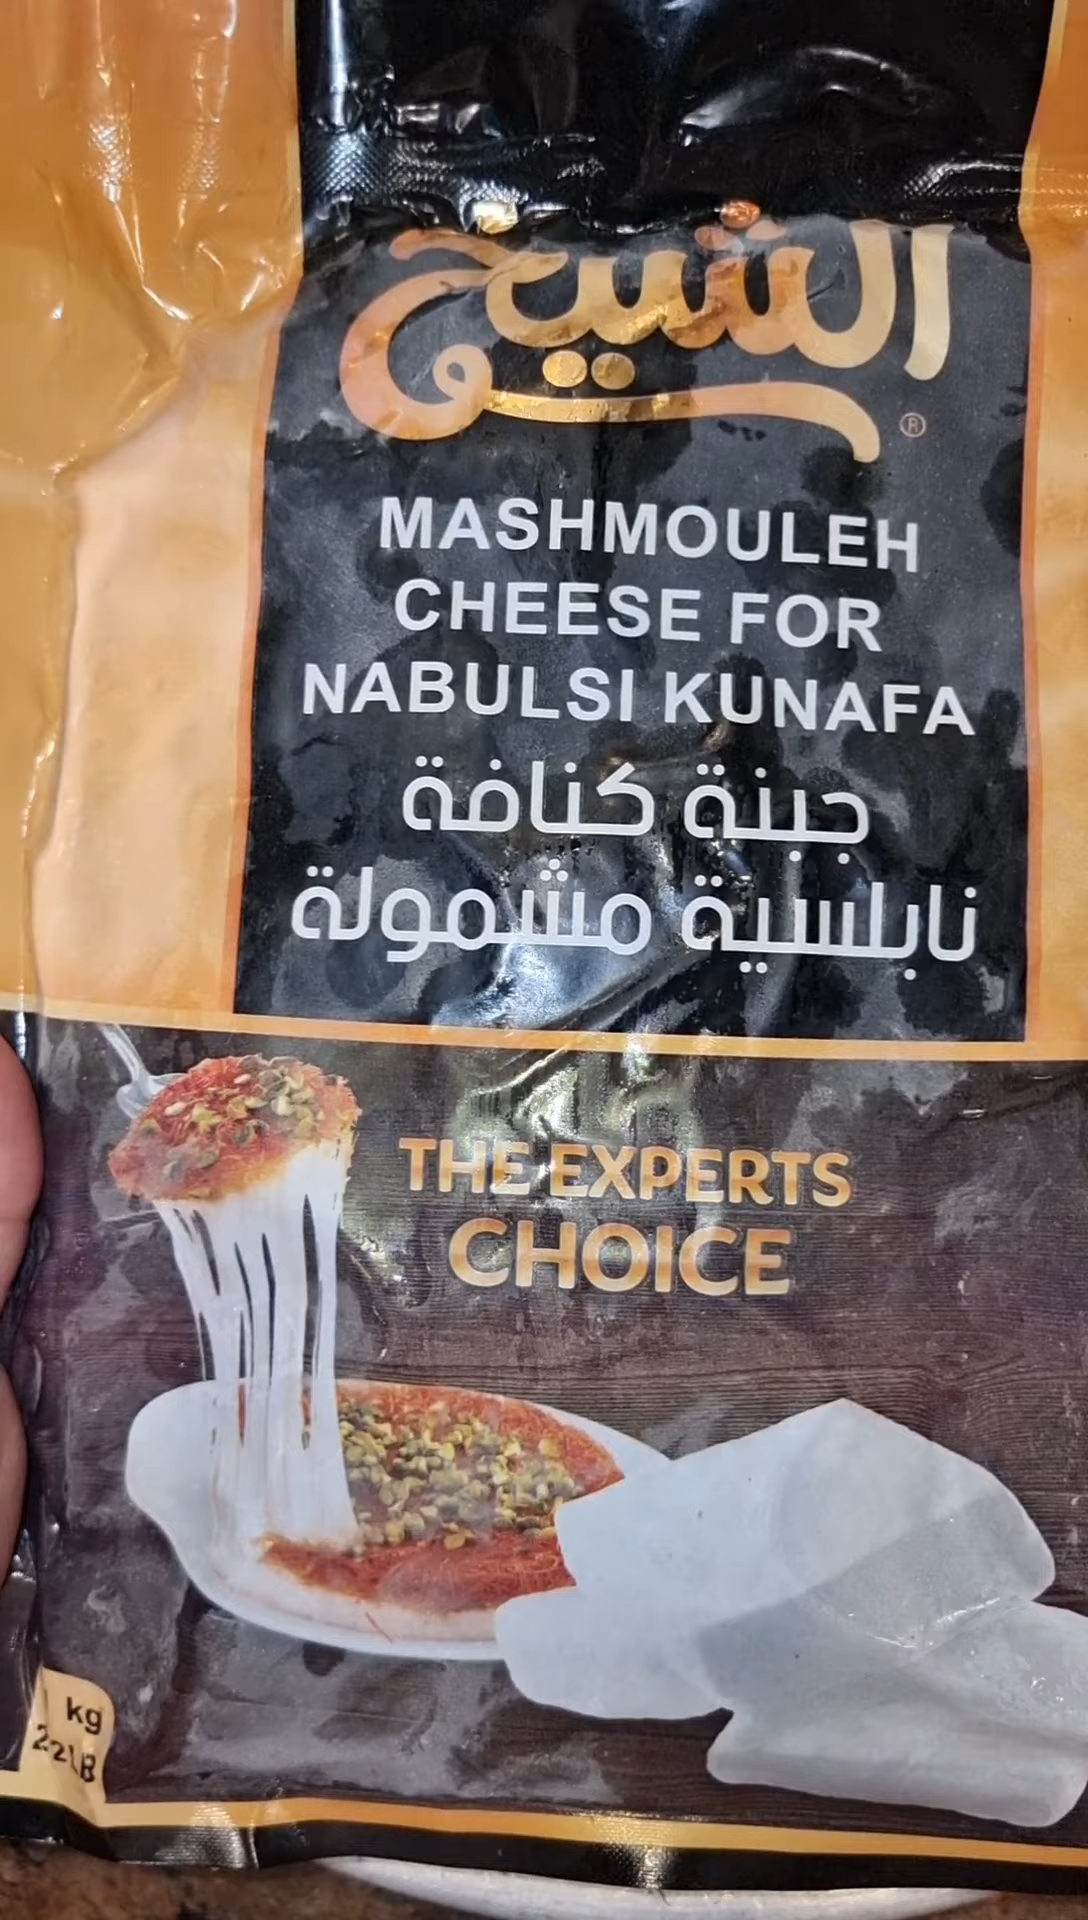 الشيخ
®
MASHMOULEH
CHEESE FOR
NABULSI KUNAFA
جبنة كنافة
نابلسية مشمولة
THE EXPERTS
CHOICE
kg
2.2LB